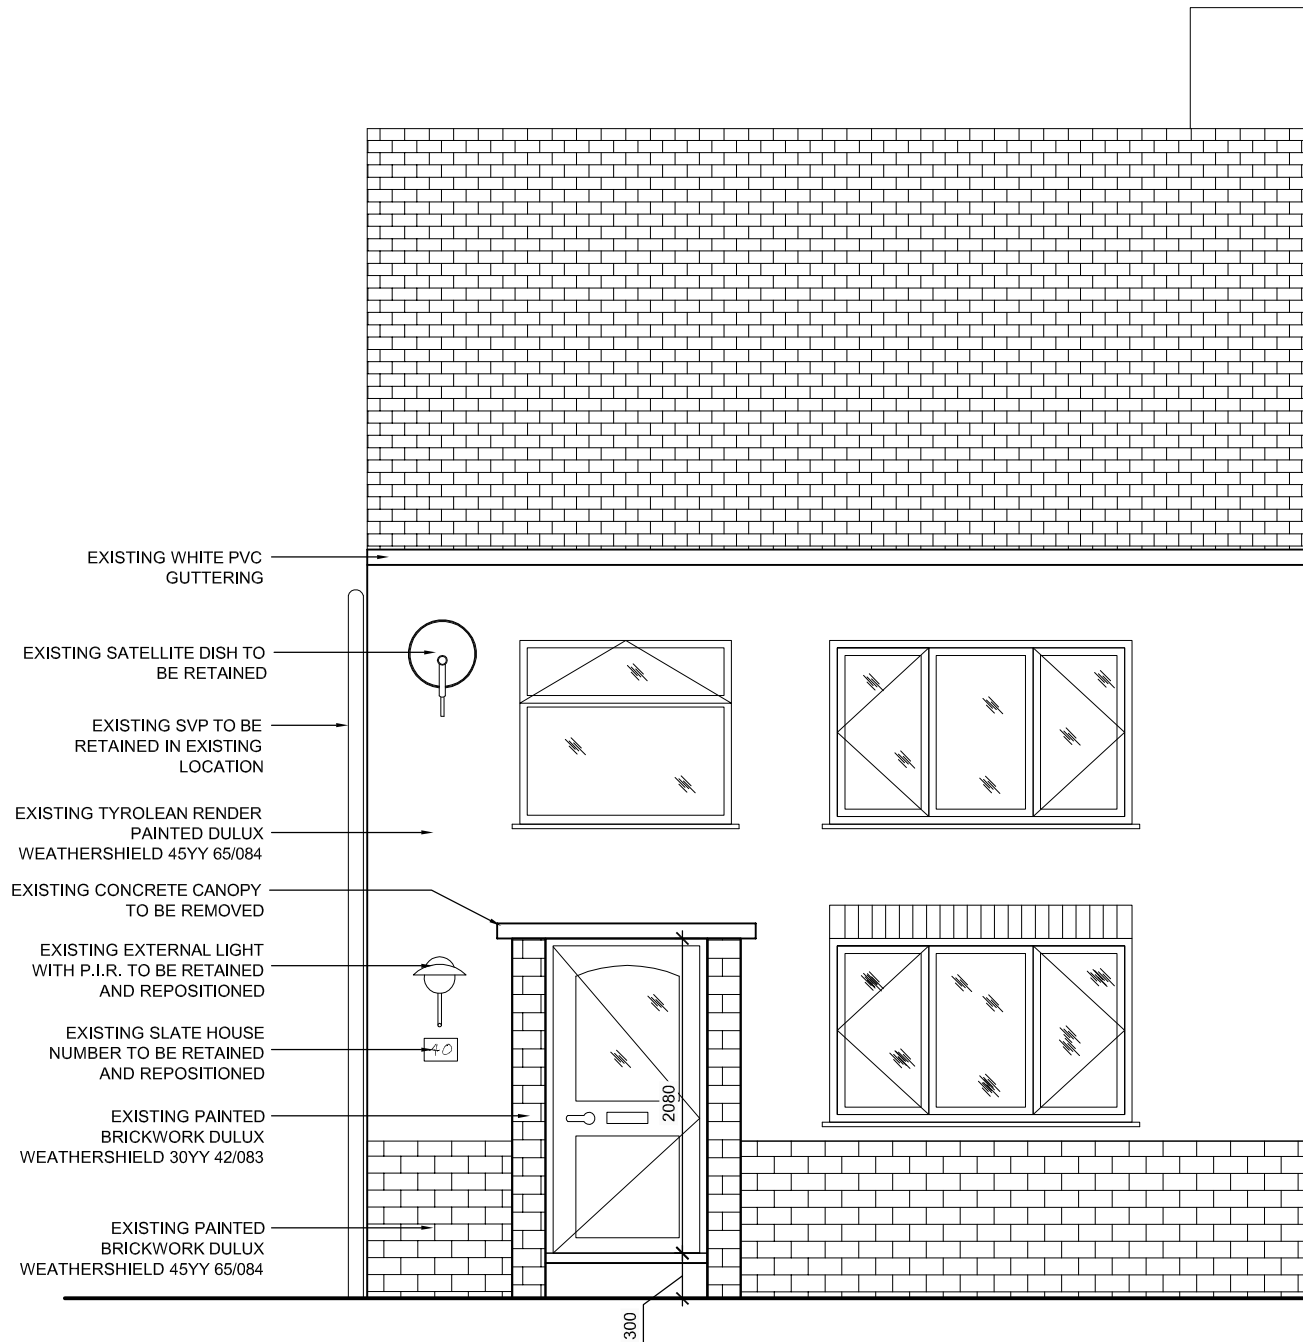 EXISTING WHITE PVC
GUTTERING
EXISTING SATELLITE DISH TO
BE RETAINED
EXISTING SVP TO BE
RETAINED IN EXISTING
LOCATION
EXISTING TYROLEAN RENDER
PAINTED DULUX
WEATHERSHIELD 45YY 65/084
EXISTING CONCRETE CANOPY
TO BE REMOVED
EXISTING EXTERNAL LIGHT
WITH P.I.R. TO BE RETAINED
AND REPOSITIONED
EXISTING SLATE HOUSE
NUMBER TO BE RETAINED
AND REPOSITIONED
40
EXISTING PAINTED
BRICKWORK DULUX
WEATHERSHIELD 30YY 42/083
EXISTING PAINTED
BRICKWORK DULUX
WEATHERSHIELD 45YY 65/084
2080
300